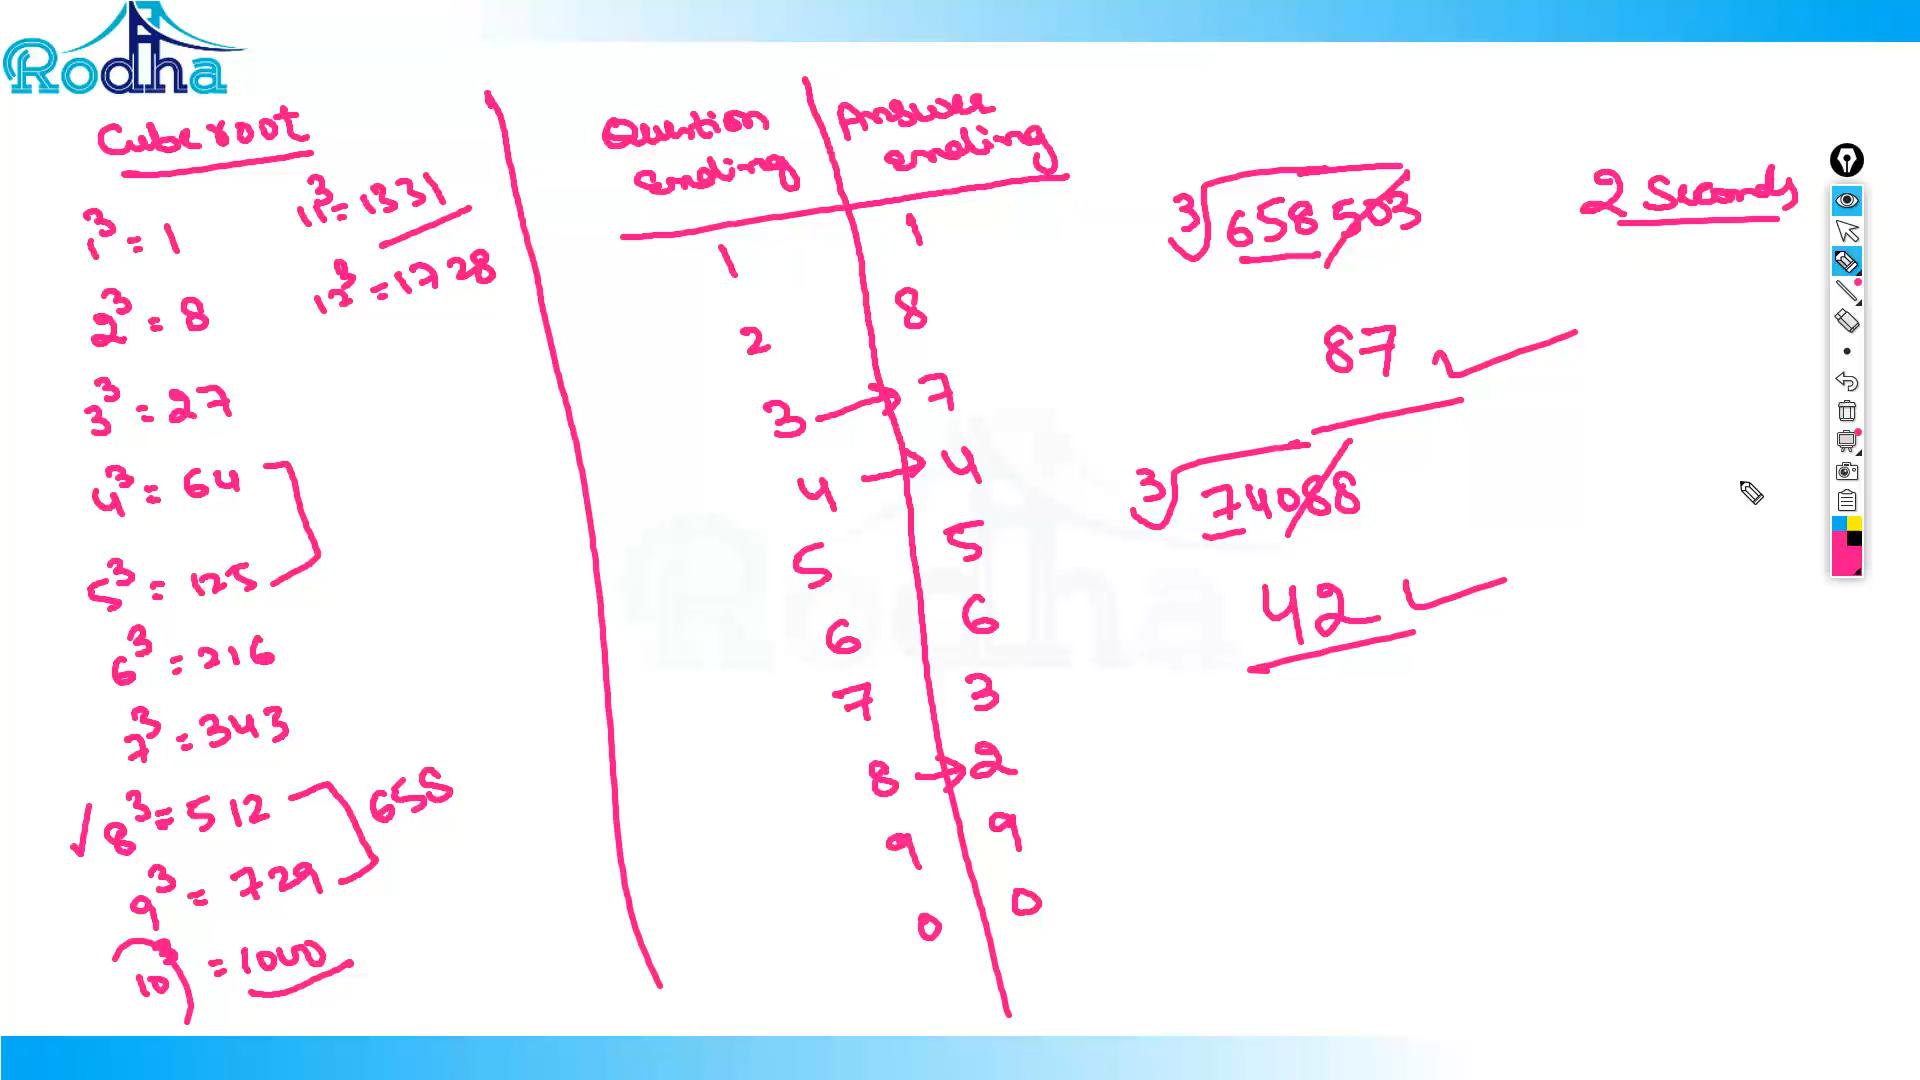 Rodha
Cube root
1³ = 1
11³ = 1331
2³ = 8
12³ = 1728
3³ = 27
4³ = 64
5³ = 125
6³ = 216
7³ = 343
8³ = 512
658
9³ = 729
10³ = 1000
Question ending
Answer ending
1 1
2 8
3 → 7
4 → 4
5 5
6 6
7 3
8 → 2
9 9
0 0
∛658503
2 Seconds
87
∛74088
42
Rodha